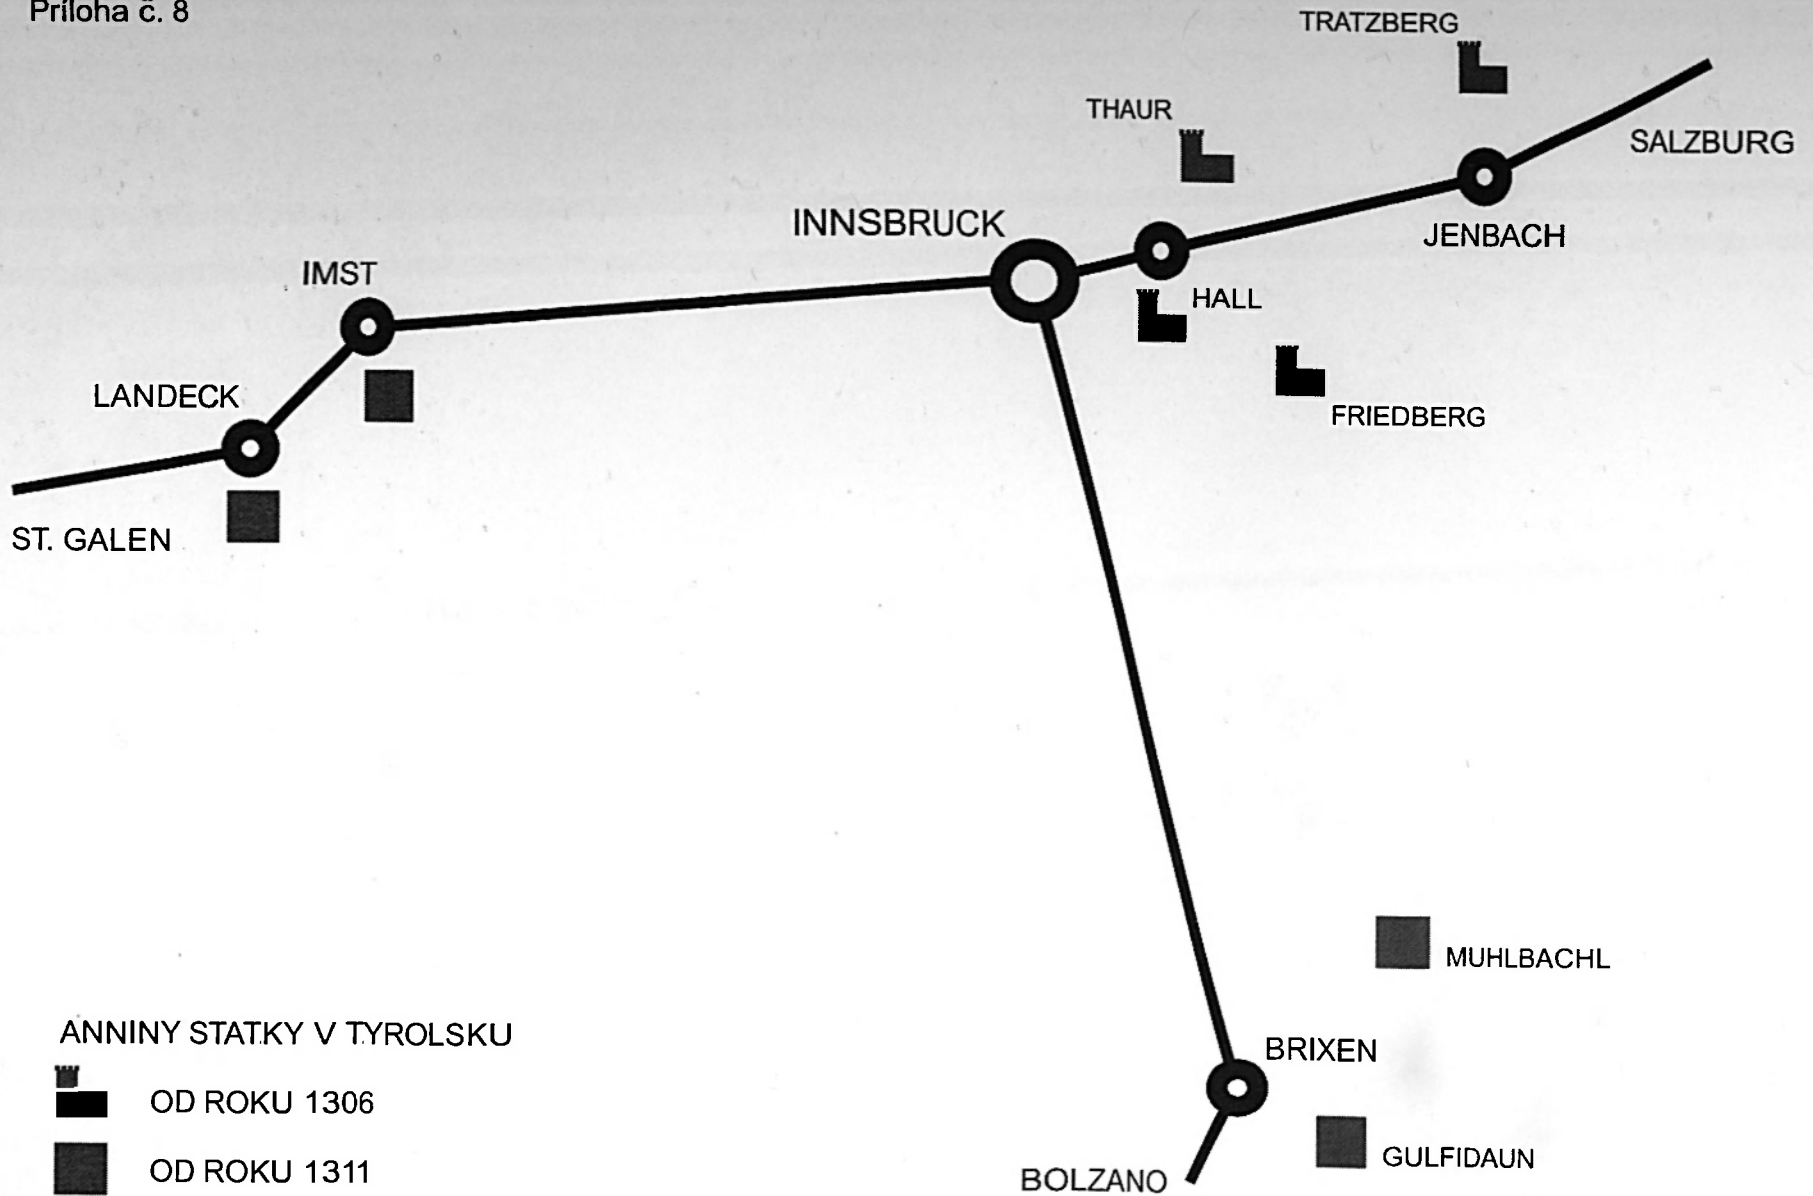 Príloha č. 8
TRATZBERG
THAUR
SALZBURG
INNSBRUCK
JENBACH
IMST
HALL
LANDECK
FRIEDBERG
ST. GALEN
MUHLBACHL
ANNINY STATKY V TYROLSKU
BRIXEN
OD ROKU 1306
GULFIDAUN
OD ROKU 1311
BOLZANO